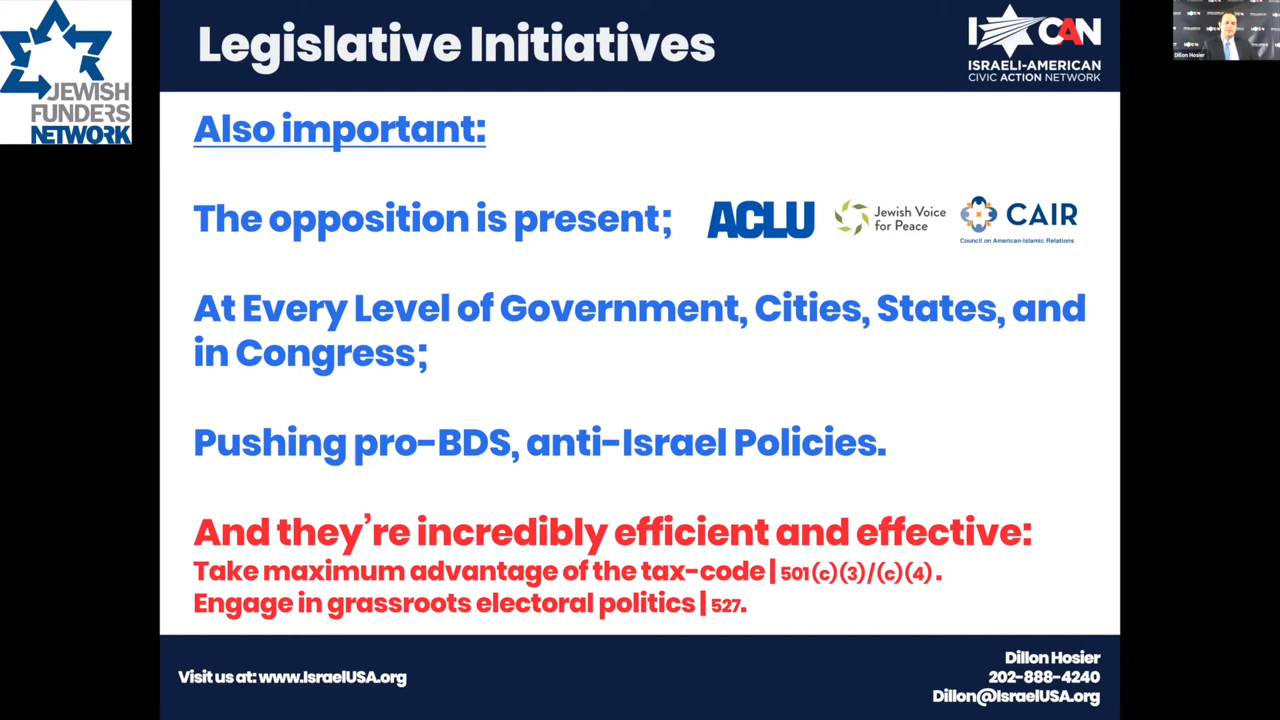 JEWISH
FUNDERS
NETWORK
Legislative Initiatives
I CAN
ISRAELI-AMERICAN
CIVIC ACTION NETWORK
Dillon Hosier
Also important:
The opposition is present;
ACLU
Jewish Voice
for Peace
CAIR
Council on American-Islamic Relations
At Every Level of Government, Cities, States, and
in Congress;
Pushing pro-BDS, anti-Israel Policies.
And they're incredibly efficient and effective:
Take maximum advantage of the tax-code | 501(c)(3)/(c)(4).
Engage in grassroots electoral politics | 527.
Visit us at: www.IsraelUSA.org
Dillon Hosier
202-888-4240
Dillon@IsraelUSA.org